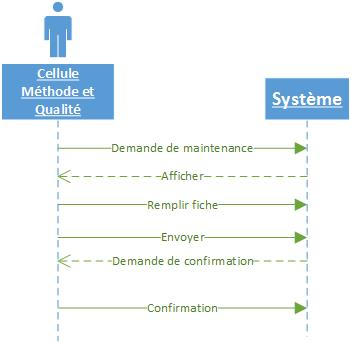 Cellule
Méthode et
Qualité
Système
Demande de maintenance
Afficher
Remplir fiche
Envoyer
Demande de confirmation
Confirmation